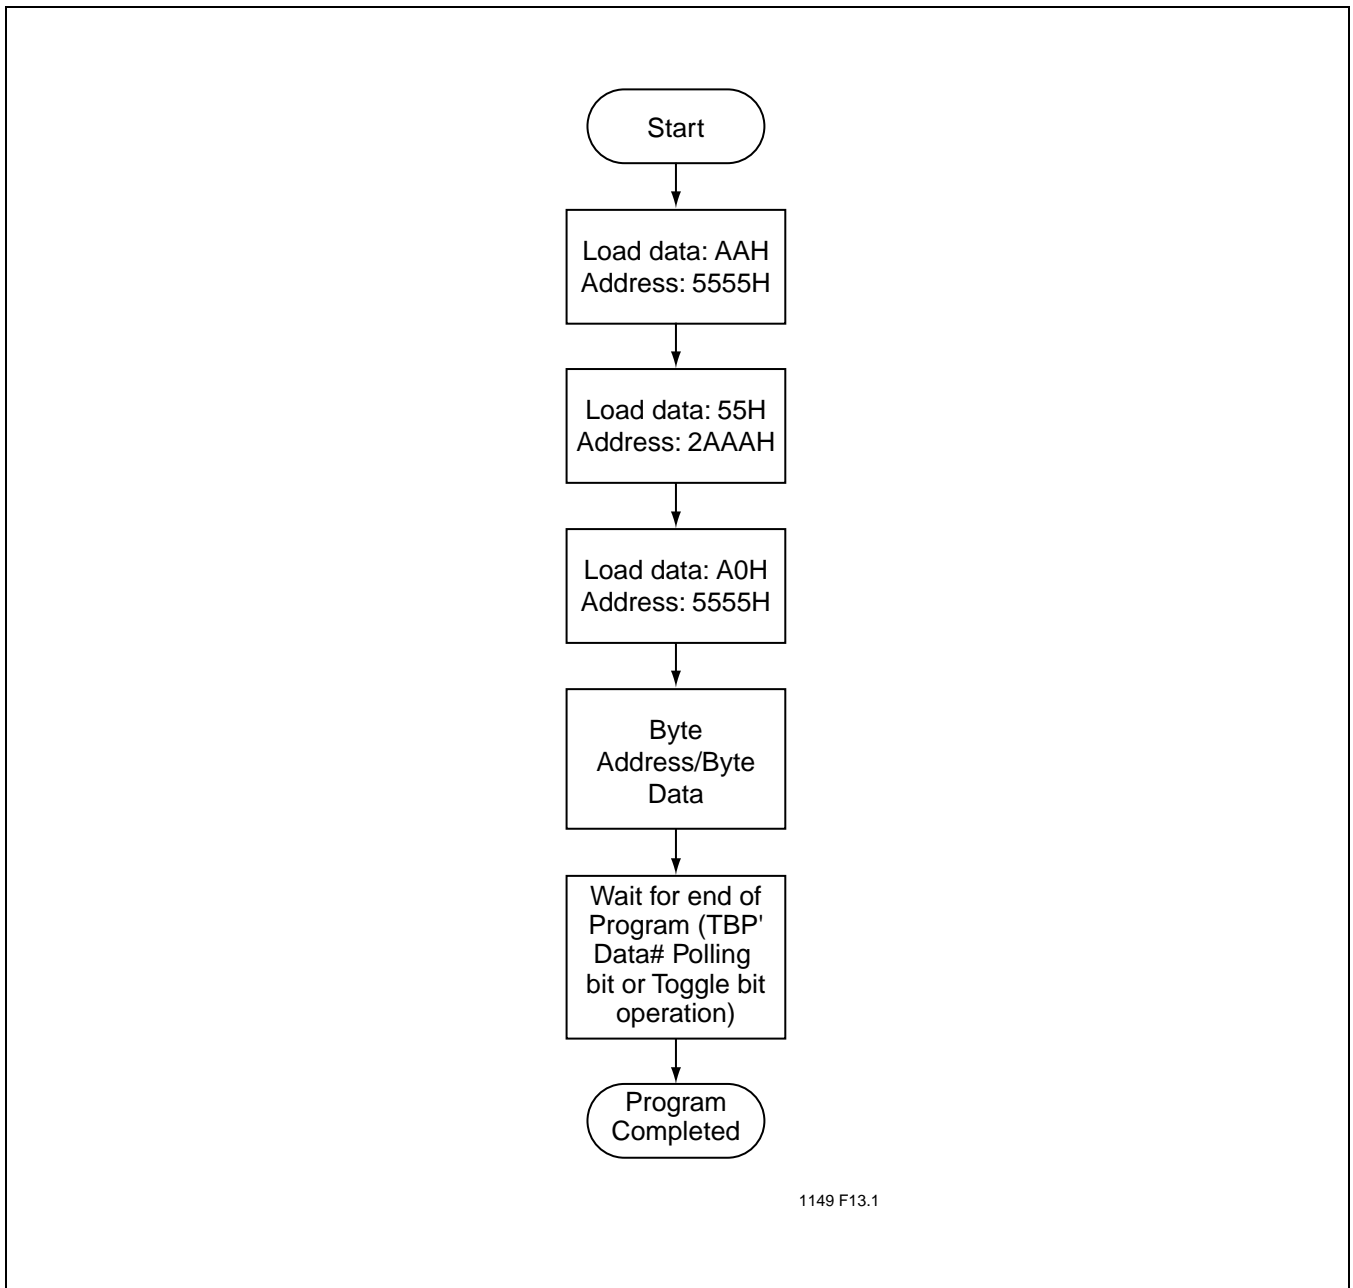 Start
Load data: AAH
Address: 5555H
Load data: 55H
Address: 2AAAH
Load data: A0H
Address: 5555H
Byte
Address/Byte
Data
Wait for end of
Program (TBP'
Data# Polling
bit or Toggle bit
operation)
Program
Completed
1149 F13.1